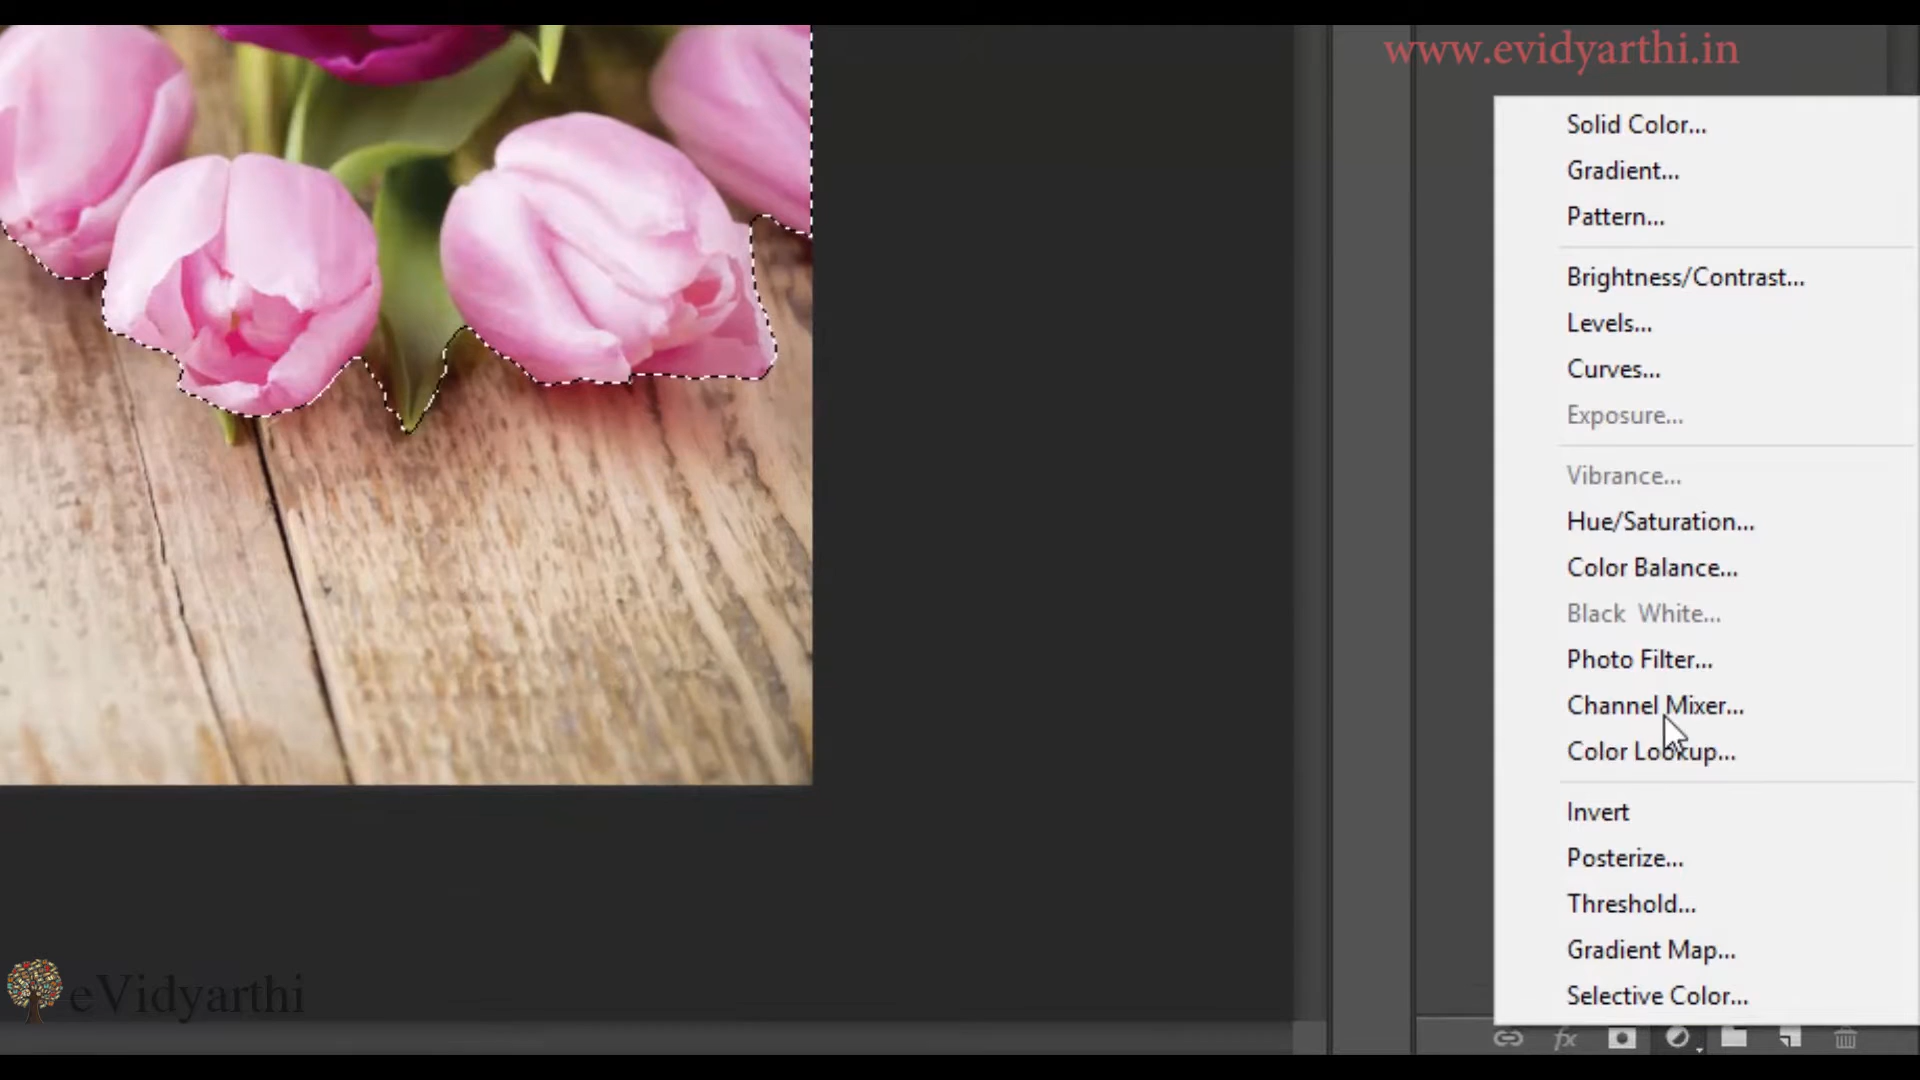 www.evidyarthi.in
Solid Color...
Gradient...
Pattern...
Brightness/Contrast...
Levels...
Curves...
Exposure...
Vibrance...
Hue/Saturation...
Color Balance...
Black  White...
Photo Filter...
Channel Mixer...
Color Lookup...
Invert
Posterize...
Threshold...
Gradient Map...
Selective Color...
eVidyarthi
fx